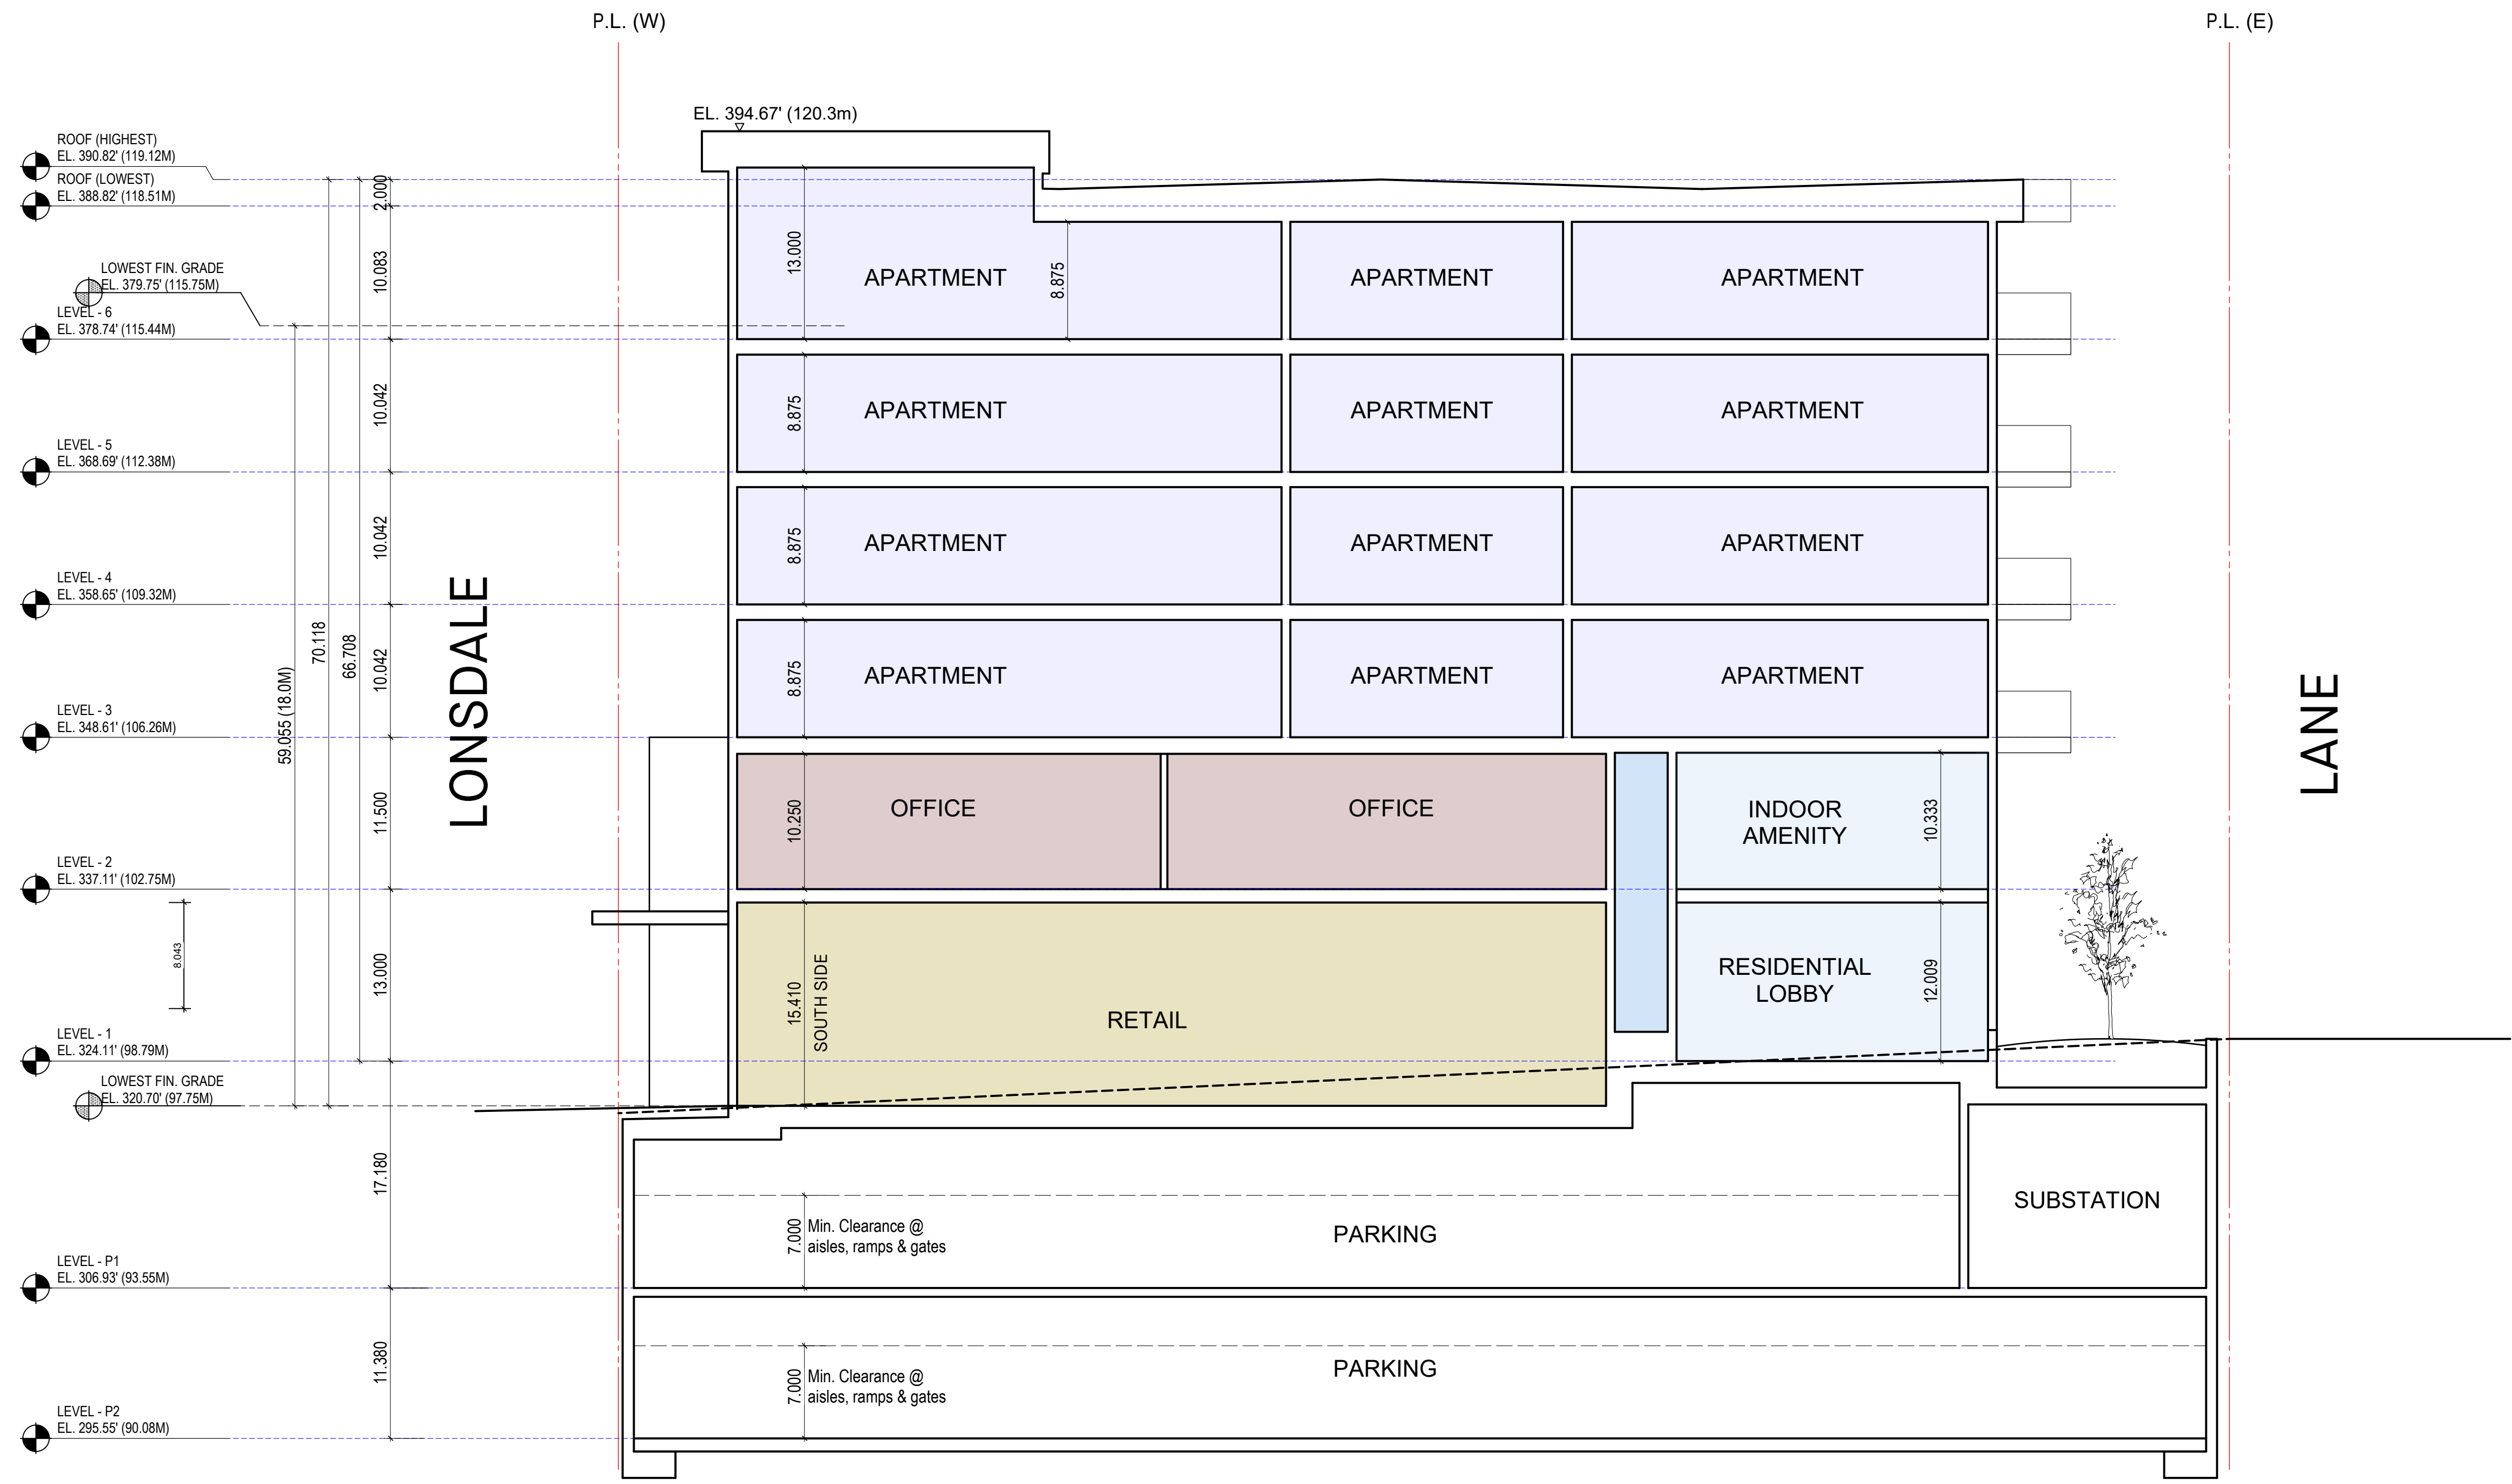 P.L. (W)
P.L. (E)
EL. 394.67' (120.3m)
ROOF (HIGHEST)
EL. 390.82' (119.12M)
ROOF (LOWEST)
EL. 388.82' (118.51M)
2.000
LOWEST FIN. GRADE
EL. 379.75' (115.75M)
10.083
13.000
8.875
APARTMENT
APARTMENT
APARTMENT
LEVEL - 6
EL. 378.74' (115.44M)
10.042
8.875
APARTMENT
APARTMENT
APARTMENT
LEVEL - 5
EL. 368.69' (112.38M)
10.042
8.875
APARTMENT
APARTMENT
APARTMENT
LEVEL - 4
EL. 358.65' (109.32M)
59.055 (18.0M)
70.118
66.708
10.042
LONSDALE
8.875
APARTMENT
APARTMENT
APARTMENT
LANE
LEVEL - 3
EL. 348.61' (106.26M)
11.500
10.250
OFFICE
OFFICE
INDOOR
AMENITY
10.333
LEVEL - 2
EL. 337.11' (102.75M)
8.043
13.000
15.410
SOUTH SIDE
RETAIL
RESIDENTIAL
LOBBY
12.009
LEVEL - 1
EL. 324.11' (98.79M)
LOWEST FIN. GRADE
EL. 320.70' (97.75M)
17.180
7.000
Min. Clearance @
aisles, ramps & gates
PARKING
SUBSTATION
LEVEL - P1
EL. 306.93' (93.55M)
11.380
7.000
Min. Clearance @
aisles, ramps & gates
PARKING
LEVEL - P2
EL. 295.55' (90.08M)